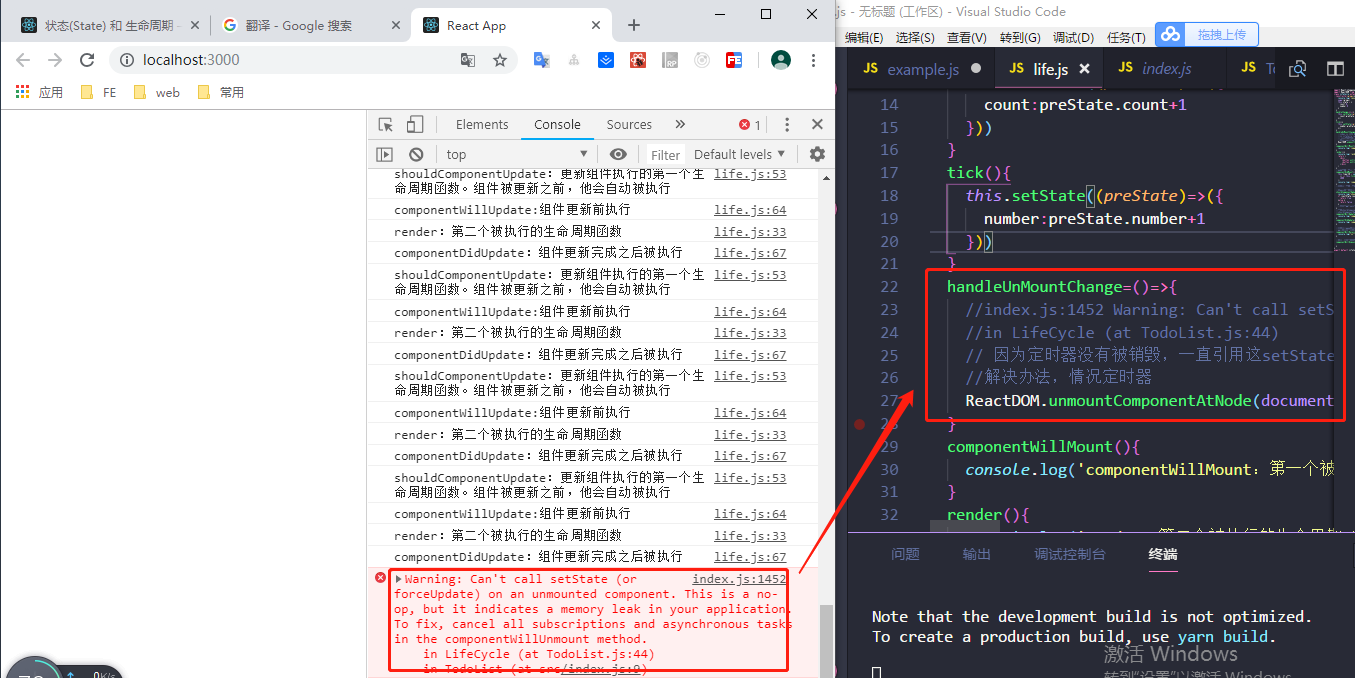 状态(State) 和 生命周期
翻译 - Google 搜索
React App
localhost:3000
应用
FE
web
常用
Elements
Console
Sources
1
top
Filter
Default levels
shouldComponentUpdate：更新组件执行的第一个生 life.js:53
命周期函数。组件被更新之前，他会自动被执行
componentWillUpdate:组件更新前执行 life.js:64
render：第二个被执行的生命周期函数 life.js:33
componentDidUpdate：组件更新完成之后被执行 life.js:67
shouldComponentUpdate：更新组件执行的第一个生 life.js:53
命周期函数。组件被更新之前，他会自动被执行
componentWillUpdate:组件更新前执行 life.js:64
render：第二个被执行的生命周期函数 life.js:33
componentDidUpdate：组件更新完成之后被执行 life.js:67
shouldComponentUpdate：更新组件执行的第一个生 life.js:53
命周期函数。组件被更新之前，他会自动被执行
componentWillUpdate:组件更新前执行 life.js:64
render：第二个被执行的生命周期函数 life.js:33
componentDidUpdate：组件更新完成之后被执行 life.js:67
shouldComponentUpdate：更新组件执行的第一个生 life.js:53
命周期函数。组件被更新之前，他会自动被执行
componentWillUpdate:组件更新前执行 life.js:64
render：第二个被执行的生命周期函数 life.js:33
componentDidUpdate：组件更新完成之后被执行 life.js:67
Warning: Can't call setState (or index.js:1452
forceUpdate) on an unmounted component. This is a no-
op, but it indicates a memory leak in your application.
To fix, cancel all subscriptions and asynchronous tasks
in the componentWillUnmount method.
in LifeCycle (at TodoList.js:44)
in TodoList (at src/index.js:9)
js - 无标题 (工作区) - Visual Studio Code
编辑(E) 选择(S) 查看(V) 转到(G) 调试(D) 任务(T)
拖拽上传
JS example.js
JS life.js
JS index.js
JS
14 count:preState.count+1
15 }))
16 }
17 tick(){
18 this.setState((preState)=>({
19 number:preState.number+1
20 }))
21 }
22 handleUnMountChange=()=>{
23 //index.js:1452 Warning: Can't call setS
24 //in LifeCycle (at TodoList.js:44)
25 // 因为定时器没有被销毁，一直引用这setState
26 //解决办法，情况定时器
27 ReactDOM.unmountComponentAtNode(document
28 }
29 componentWillMount(){
30 console.log('componentWillMount：第一个被
31 }
32 render(){
问题
输出
调试控制台
终端
Note that the development build is not optimized.
To create a production build, use yarn build.
激活 Windows
转到"设置"以激活 Windows